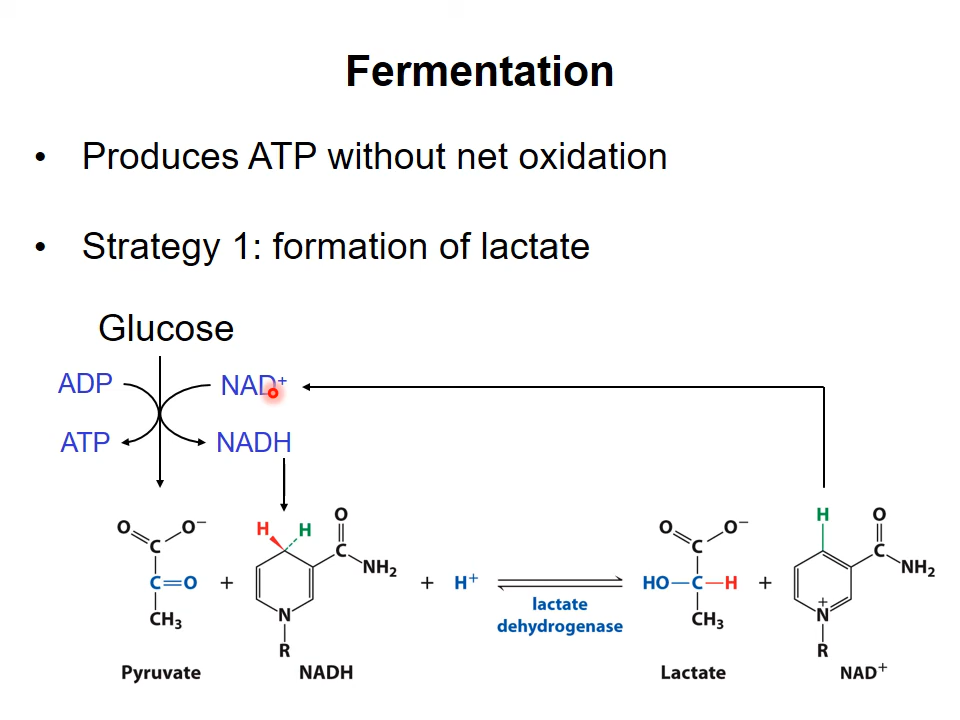 Fermentation
• Produces ATP without net oxidation
• Strategy 1: formation of lactate
Glucose
ADP NAD+
ATP NADH
O O− H H O O O− H O
C C NH2 C C NH2
C=O + + H+ HO—C—H +
lactate
dehydrogenase
CH3 N CH3 N+
R R
Pyruvate NADH Lactate NAD+